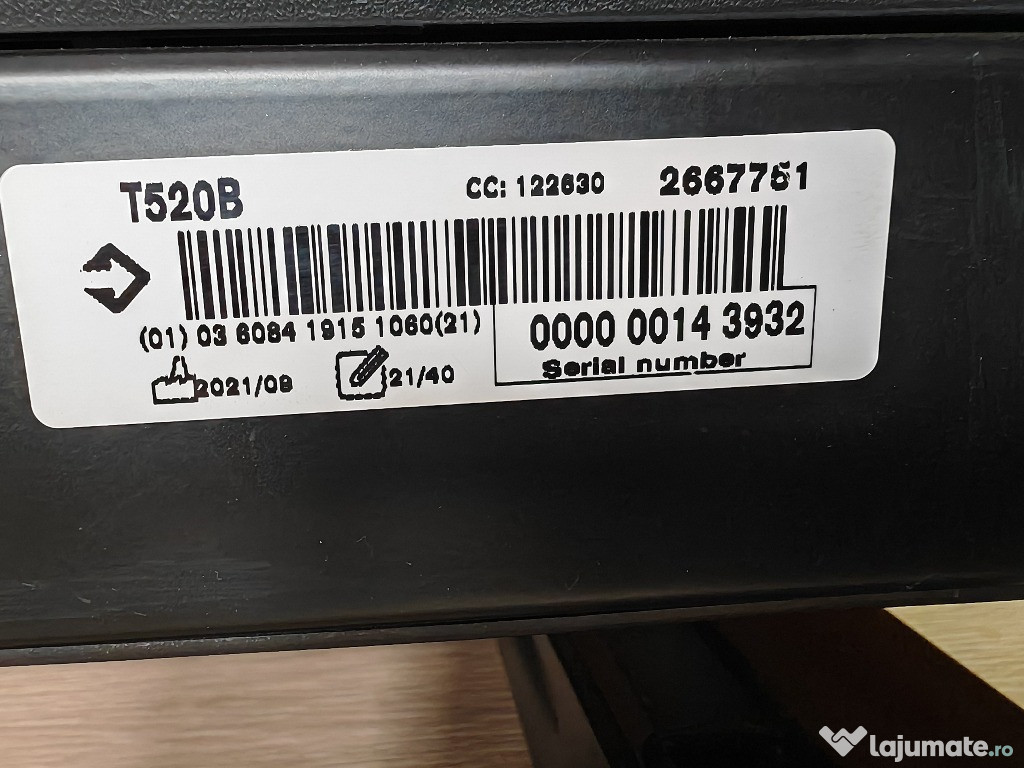 T520B CC: 122630 2667751
(01) 03 6084 1915 1060(21)
0000 0014 3932
Serial number
2021/09 21/40
lajumate.ro